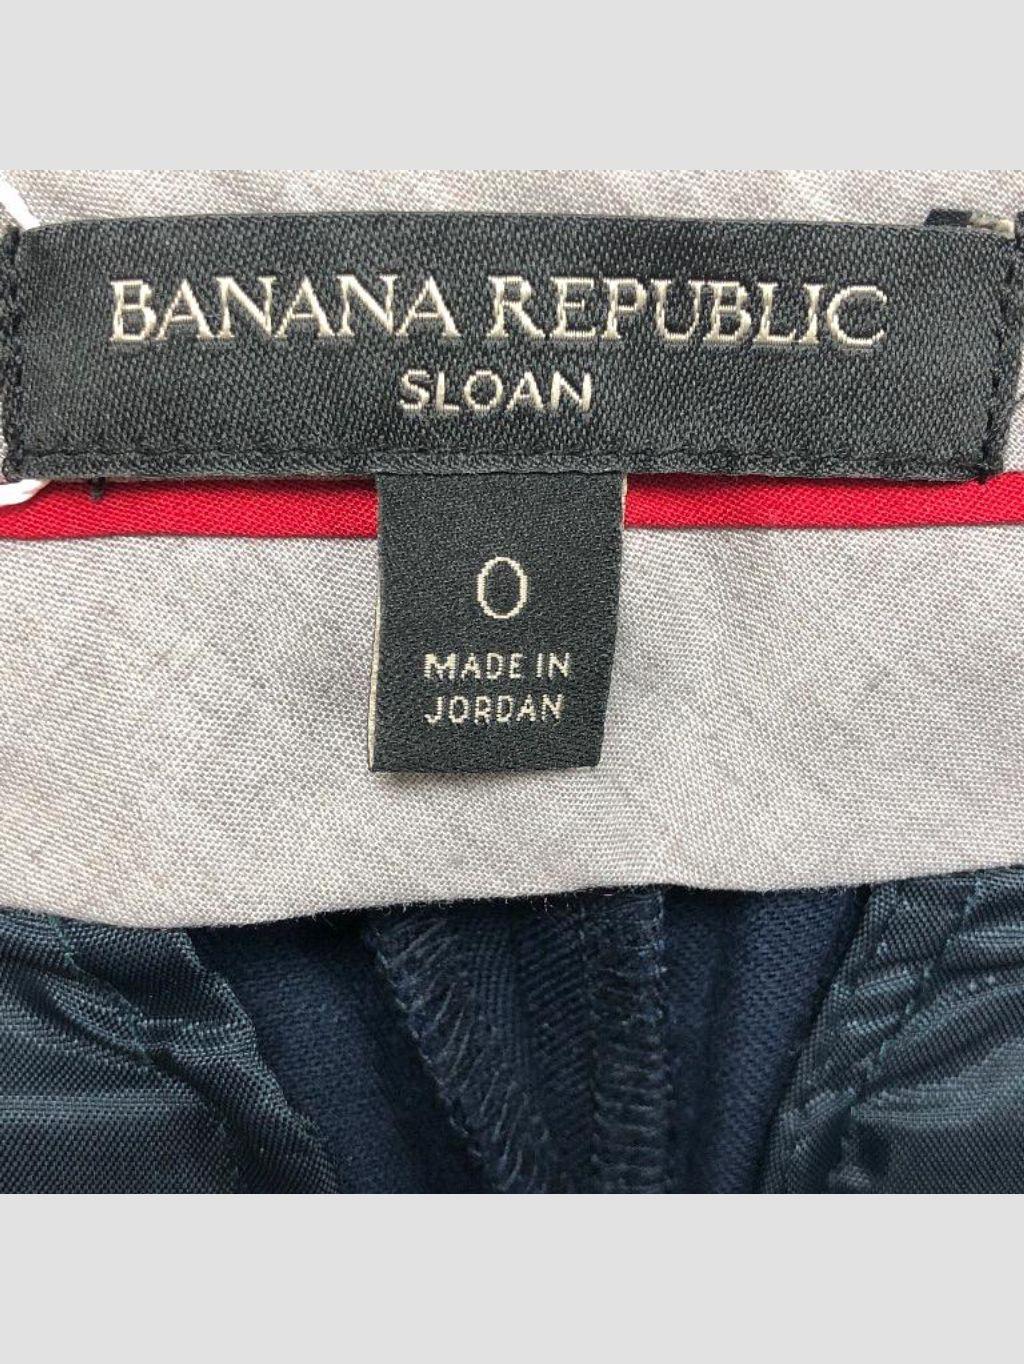 BANANA REPUBLIC
SLOAN
0
MADE IN
JORDAN